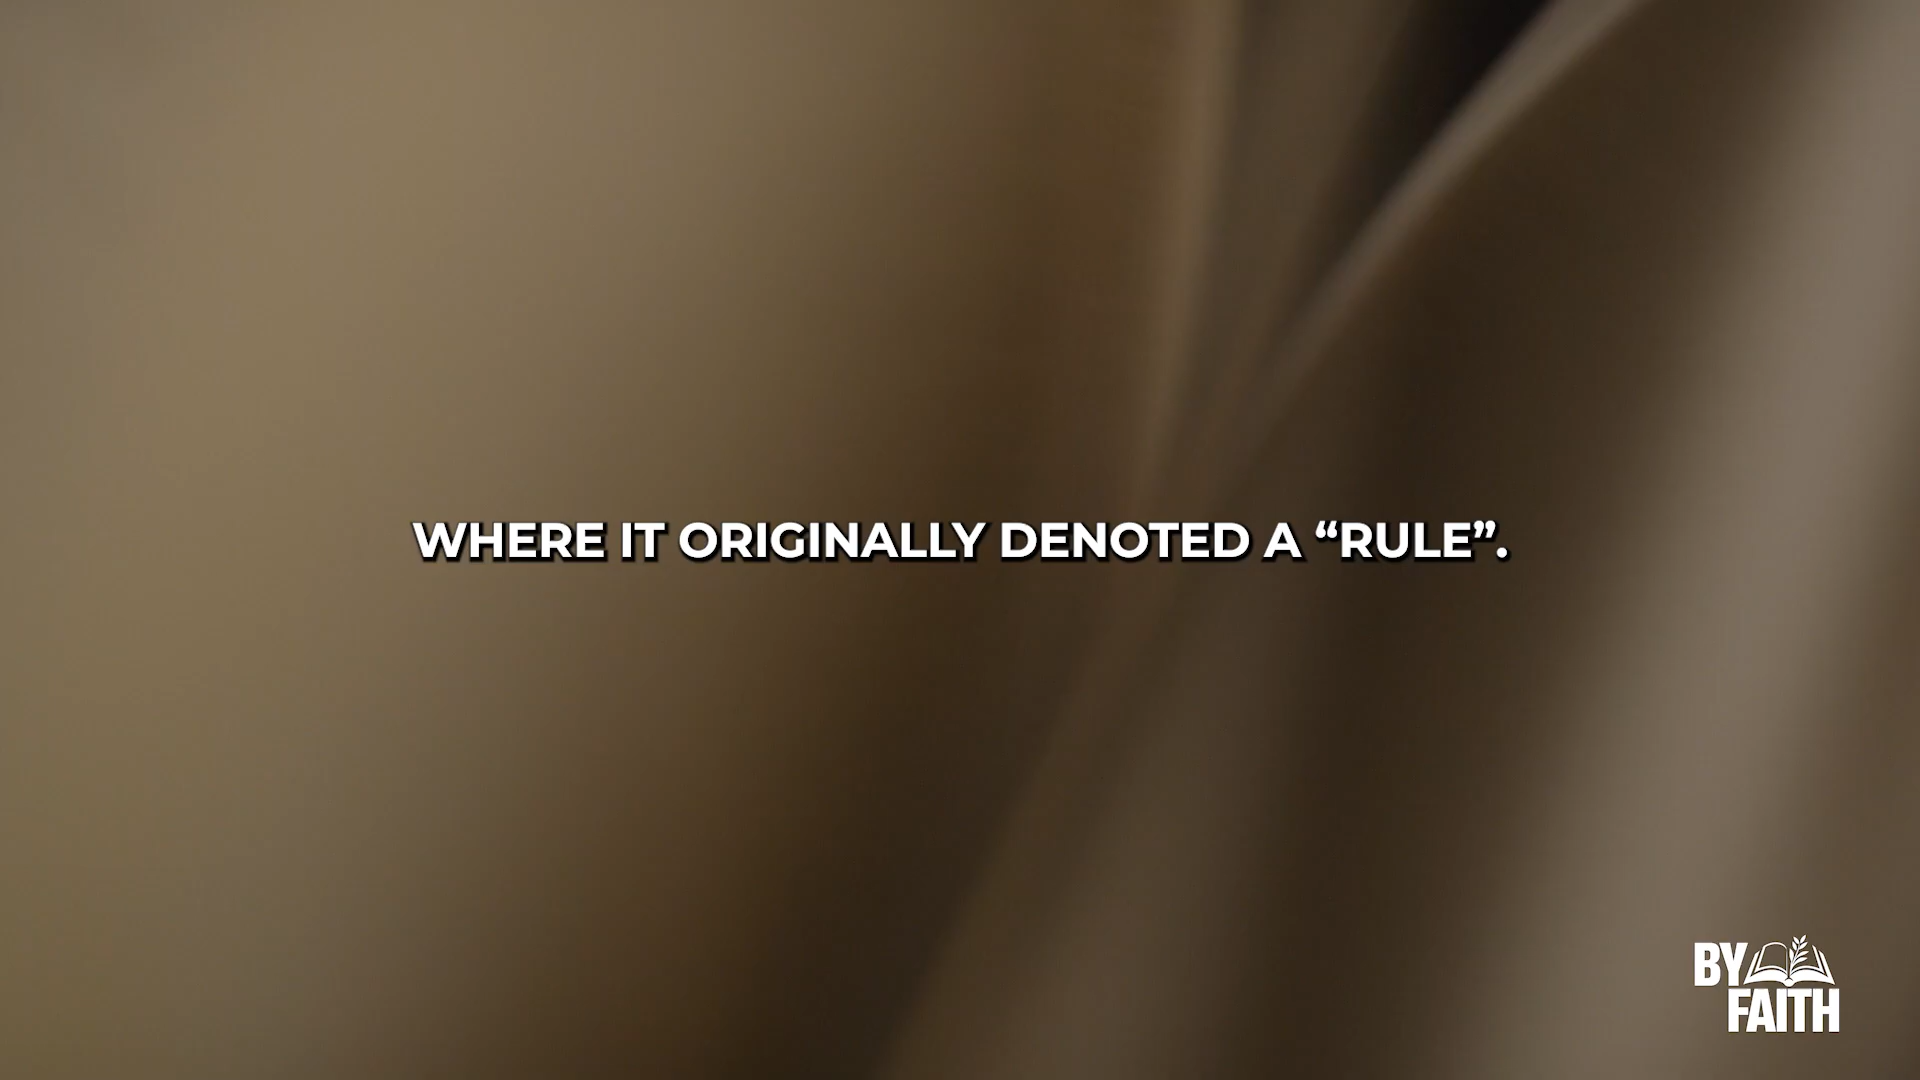 WHERE IT ORIGINALLY DENOTED A “RULE”.
BY
FAITH